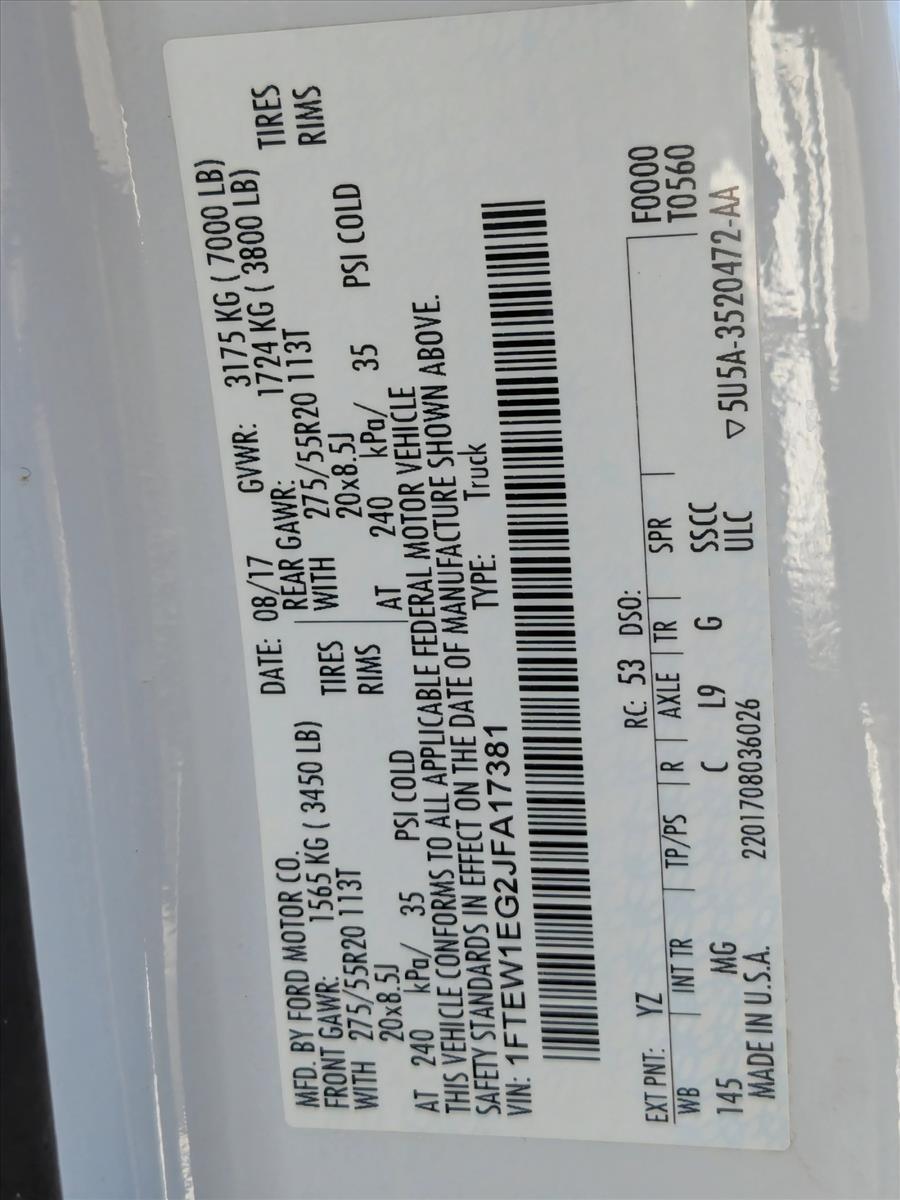 MFD. BY FORD MOTOR CO.
DATE: 08/17 GVWR: 3175 KG ( 7000 LB)
FRONT GAWR: 1565 KG ( 3450 LB)
REAR GAWR: 1724 KG ( 3800 LB)
WITH 275/55R20 113T TIRES
WITH 275/55R20 113T TIRES
20x8.5J RIMS
20x8.5J RIMS
AT 240 kPa/ 35 PSI COLD
AT 240 kPa/ 35 PSI COLD
THIS VEHICLE CONFORMS TO ALL APPLICABLE FEDERAL MOTOR VEHICLE
SAFETY STANDARDS IN EFFECT ON THE DATE OF MANUFACTURE SHOWN ABOVE.
VIN: 1FTEW1EG2JFA17381 TYPE: Truck
F0000
T0560
EXT PNT: YZ RC: 53 DSO:
WB | INT TR | TP/PS | R | AXLE | TR | SPR
145 MG C L9 G SSCC
ULC
MADE IN U.S.A. 2201708036026
▽ 5U5A-3520472-AA